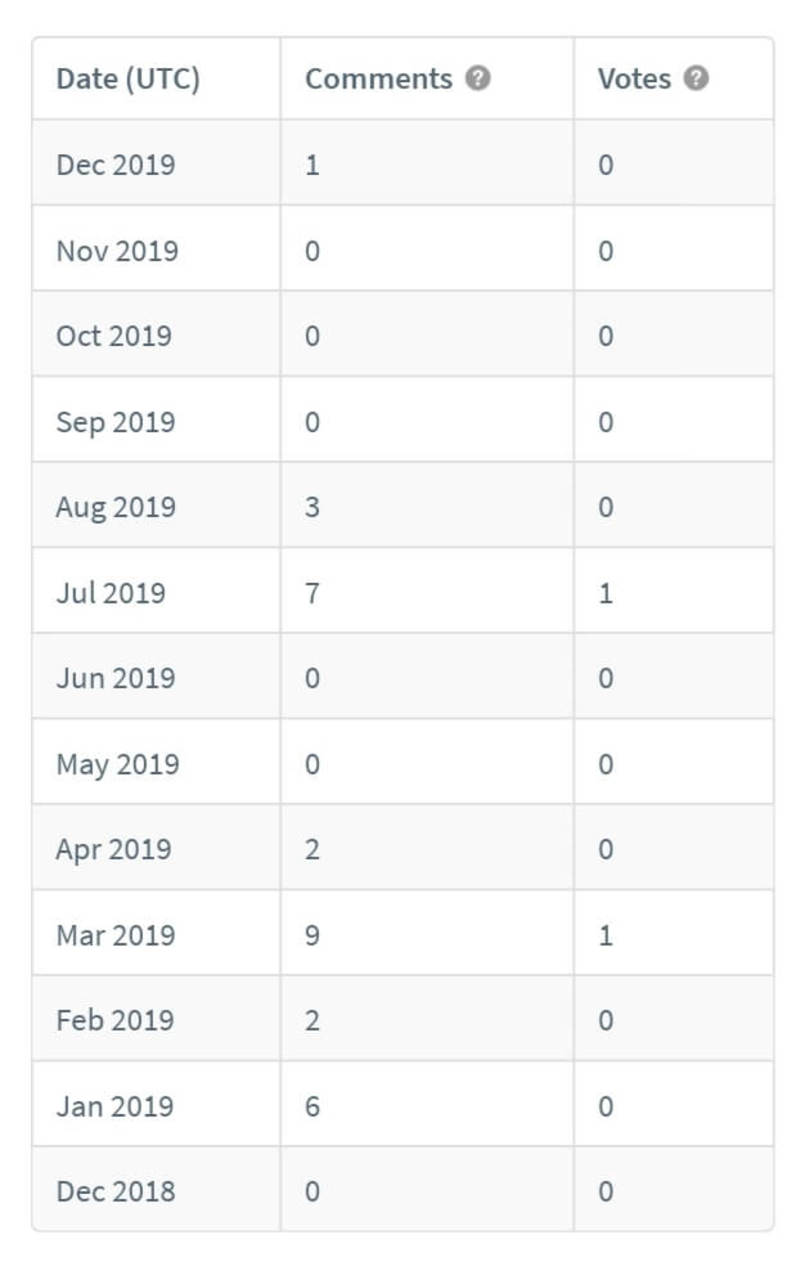 Date (UTC) Comments ? Votes ?
Dec 2019 1 0
Nov 2019 0 0
Oct 2019 0 0
Sep 2019 0 0
Aug 2019 3 0
Jul 2019 7 1
Jun 2019 0 0
May 2019 0 0
Apr 2019 2 0
Mar 2019 9 1
Feb 2019 2 0
Jan 2019 6 0
Dec 2018 0 0